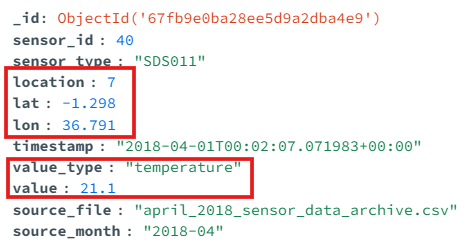 _id: ObjectId('67fb9e0ba28ee5d9a2dba4e9')
sensor_id : 40
sensor_type : "SDS011"
location : 7
lat : -1.298
lon : 36.791
timestamp : "2018-04-01T00:02:07.071983+00:00"
value_type : "temperature"
value : 21.1
source_file : "april_2018_sensor_data_archive.csv"
source_month : "2018-04"